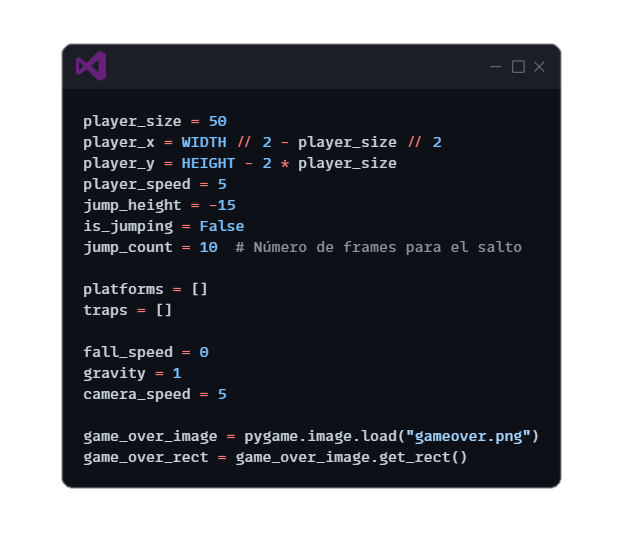 player_size = 50
player_x = WIDTH // 2 - player_size // 2
player_y = HEIGHT - 2 * player_size
player_speed = 5
jump_height = -15
is_jumping = False
jump_count = 10  # Número de frames para el salto

platforms = []
traps = []

fall_speed = 0
gravity = 1
camera_speed = 5

game_over_image = pygame.image.load("gameover.png")
game_over_rect = game_over_image.get_rect()